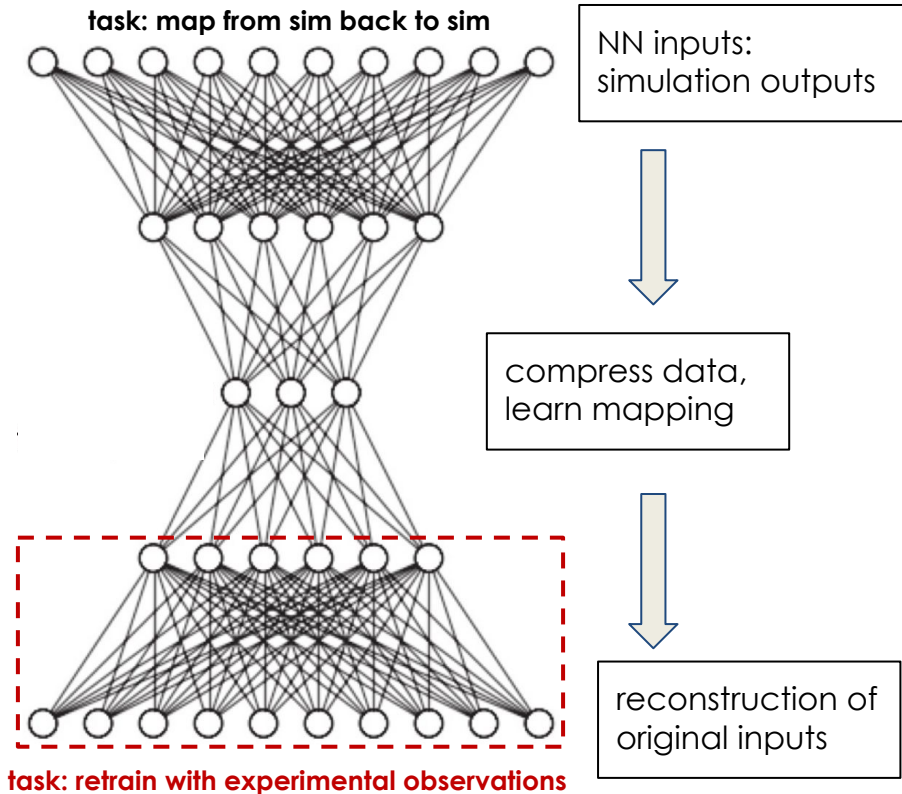 task: map from sim back to sim
NN inputs:
simulation outputs
compress data,
learn mapping
reconstruction of
original inputs
task: retrain with experimental observations